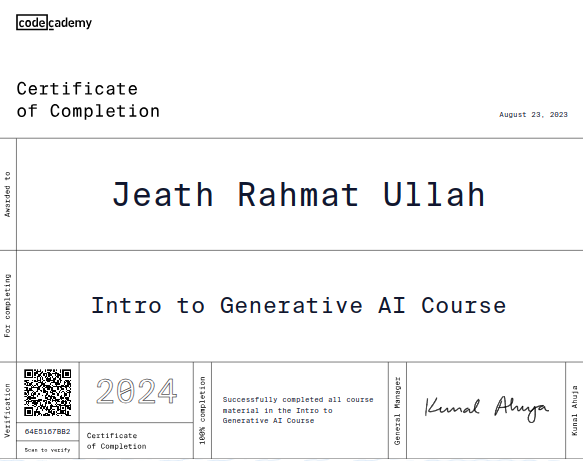 codecademy
Certificate
of Completion
August 23, 2023
Awarded to
Jeath Rahmat Ullah
For completing
Intro to Generative AI Course
Verification
64E5167BB2
Scan to verify
2024
Certificate
of Completion
100% completion
Successfully completed all course
material in the Intro to
Generative AI Course
General Manager
Kunal Ahuja
Kunal Ahuja